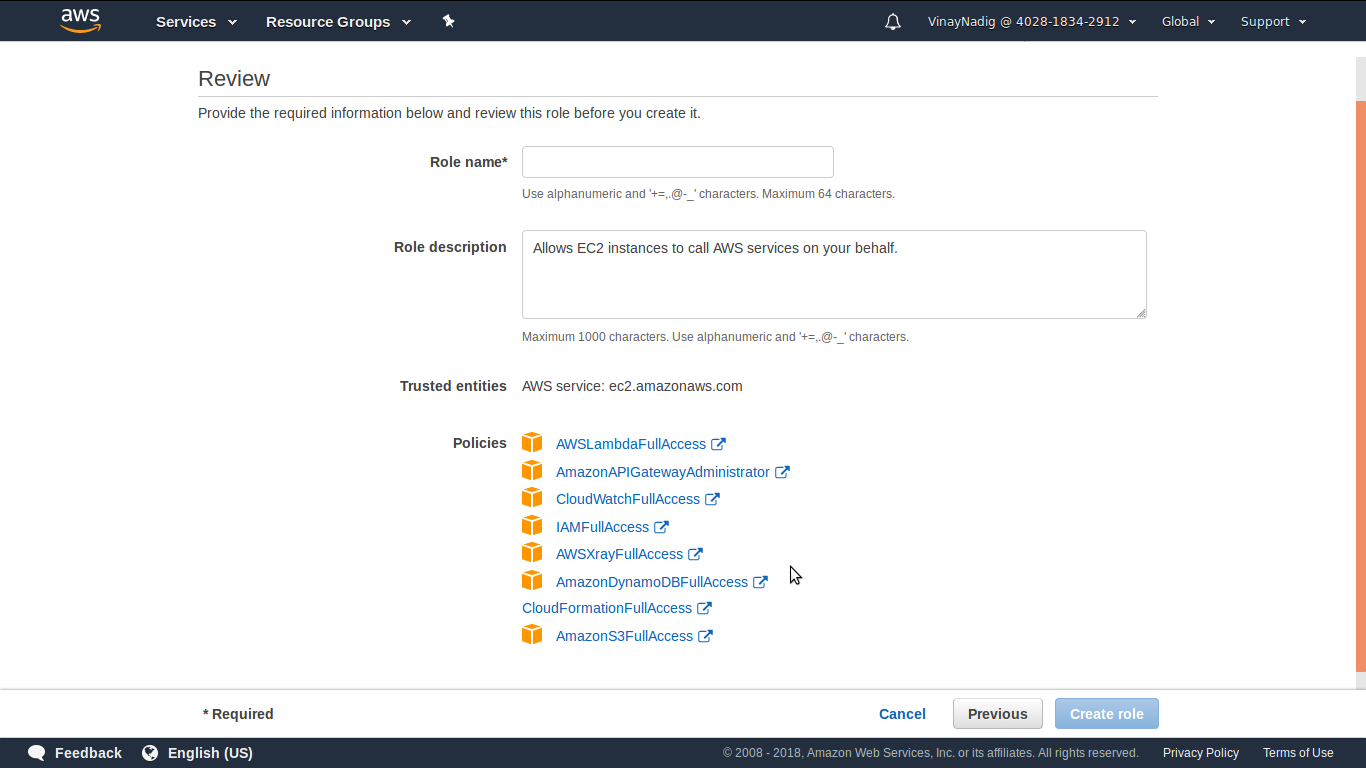 aws Services Resource Groups VinayNadig @ 4028-1834-2912 Global Support
Review
Provide the required information below and review this role before you create it.
Role name*
Use alphanumeric and '+=,.@-_' characters. Maximum 64 characters.
Role description Allows EC2 instances to call AWS services on your behalf.
Maximum 1000 characters. Use alphanumeric and '+=,.@-_' characters.
Trusted entities AWS service: ec2.amazonaws.com
Policies AWSLambdaFullAccess
AmazonAPIGatewayAdministrator
CloudWatchFullAccess
IAMFullAccess
AWSXrayFullAccess
AmazonDynamoDBFullAccess
CloudFormationFullAccess
AmazonS3FullAccess
* Required Cancel Previous Create role
Feedback English (US) © 2008 - 2018, Amazon Web Services, Inc. or its affiliates. All rights reserved. Privacy Policy Terms of Use